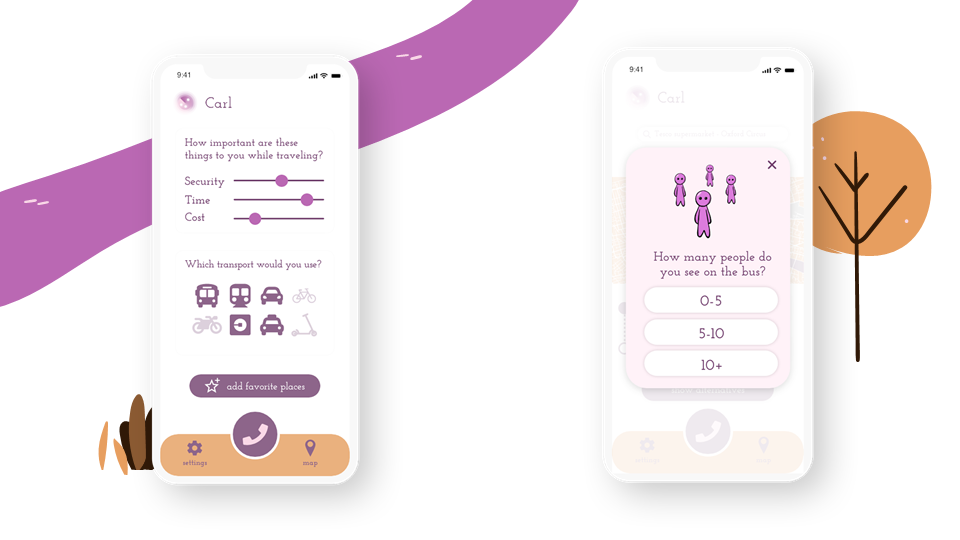 9:41
Carl
How important are these
things to you while traveling?
Security
Time
Cost
Which transport would you use?
add favorite places
settings
map
9:41
Carl
How many people do
you see on the bus?
0-5
5-10
10+
settings
map